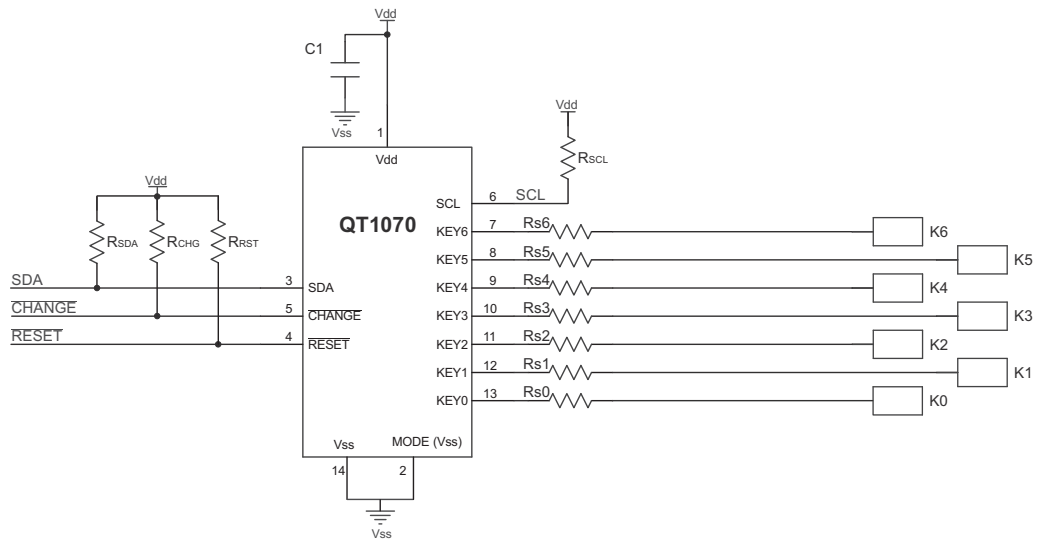 Vdd
C1
Vss
1
Vdd
Vdd
RSCL
QT1070
SCL 6 SCL
KEY6 7 Rs6 K6
KEY5 8 Rs5 K5
KEY4 9 Rs4 K4
KEY3 10 Rs3 K3
KEY2 11 Rs2 K2
KEY1 12 Rs1 K1
KEY0 13 Rs0 K0
Vdd
RSDA RCHG RRST
SDA 3 SDA
CHANGE 5 CHANGE
RESET 4 RESET
Vss MODE (Vss)
14 2
Vss